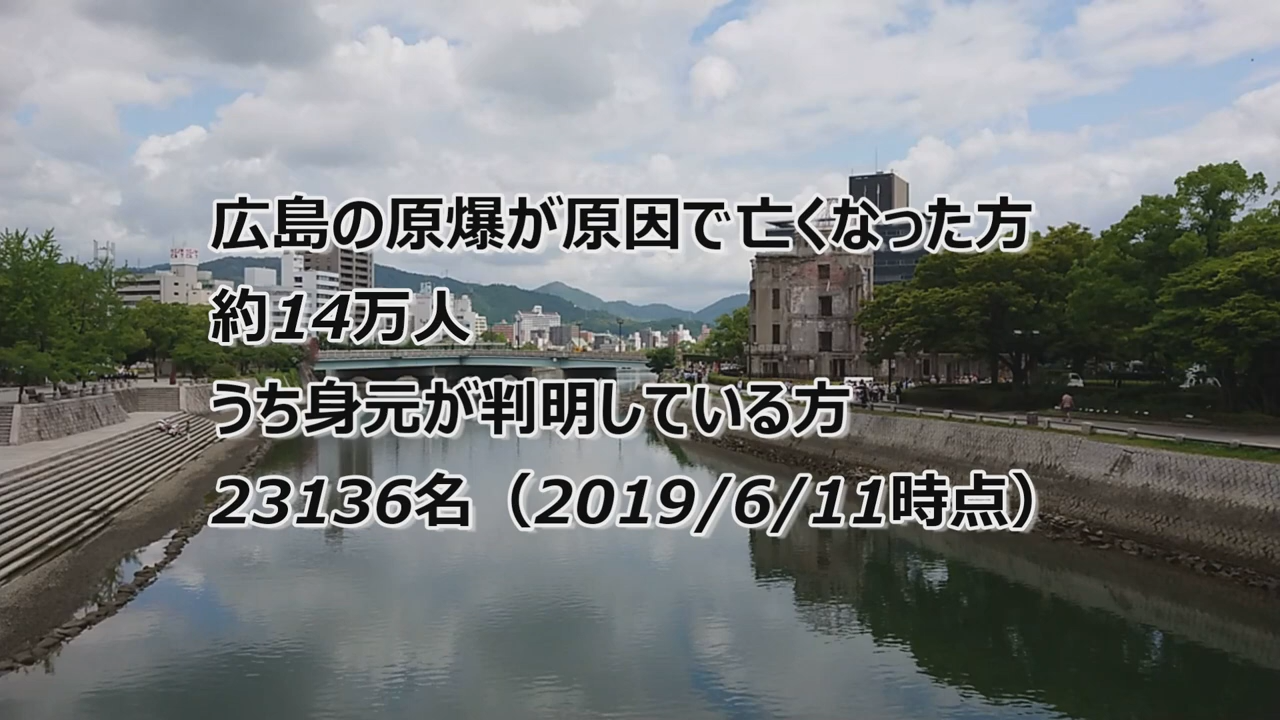 広島の原爆が原因で亡くなった方
約14万人
うち身元が判明している方
23136名（2019/6/11時点）